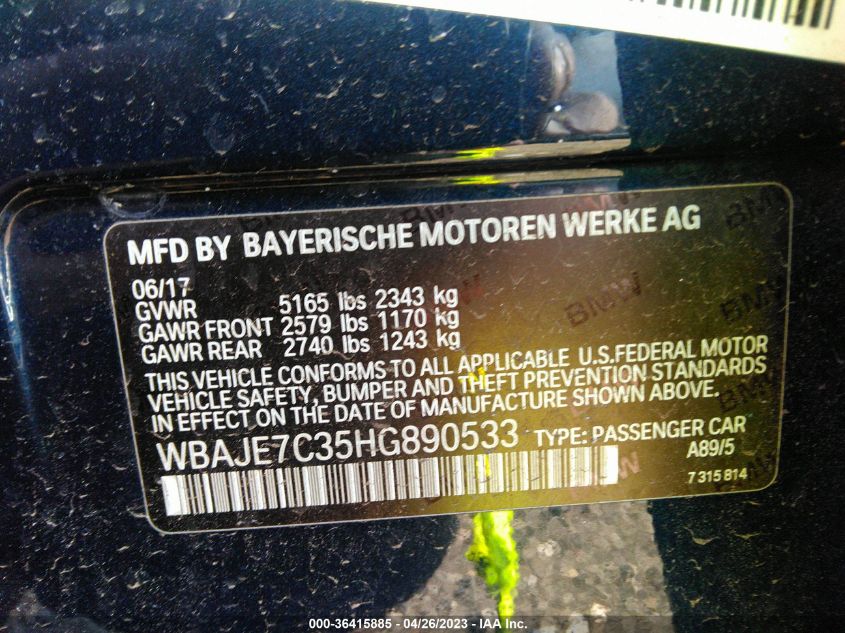 MFD BY BAYERISCHE MOTOREN WERKE AG
06/17
GVWR 5165 lbs 2343 kg
GAWR FRONT 2579 lbs 1170 kg
GAWR REAR 2740 lbs 1243 kg
THIS VEHICLE CONFORMS TO ALL APPLICABLE U.S.FEDERAL MOTOR
VEHICLE SAFETY, BUMPER AND THEFT PREVENTION STANDARDS
IN EFFECT ON THE DATE OF MANUFACTURE SHOWN ABOVE.
WBAJE7C35HG890533 TYPE: PASSENGER CAR
A89/5
7 315 814
000-36415885 04/26/2023 - IAA Inc.